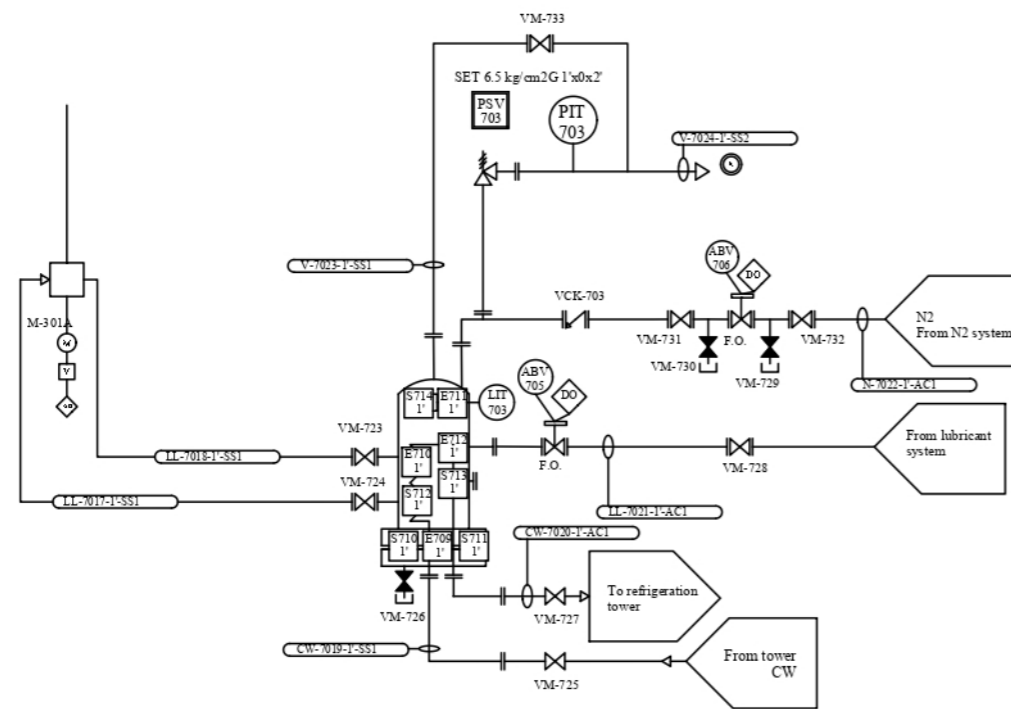 VM-733
SET 6.5 kg/cm2G 1'x0x2'
PSV
703
PIT
703
V-7024-1'-SS2
V-7023-1'-SS1
M-301A
M
V
VCK-703
ABV
706
DO
N2
From N2 system
VM-731
F.O.
VM-732
VM-730
VM-729
N-7022-1'-AC1
S714
1'
E711
1'
LIT
703
ABV
705
DO
VM-723
E712
1'
From lubricant
system
LL-7018-1'-SS1
E710
1'
F.O.
VM-728
VM-724
S713
1'
LL-7017-1'-SS1
S712
1'
LL-7021-1'-AC1
CW-7020-1'-AC1
S710
1'
E709
1'
S711
1'
To refrigeration
tower
VM-726
VM-727
CW-7019-1'-SS1
From tower
CW
VM-725